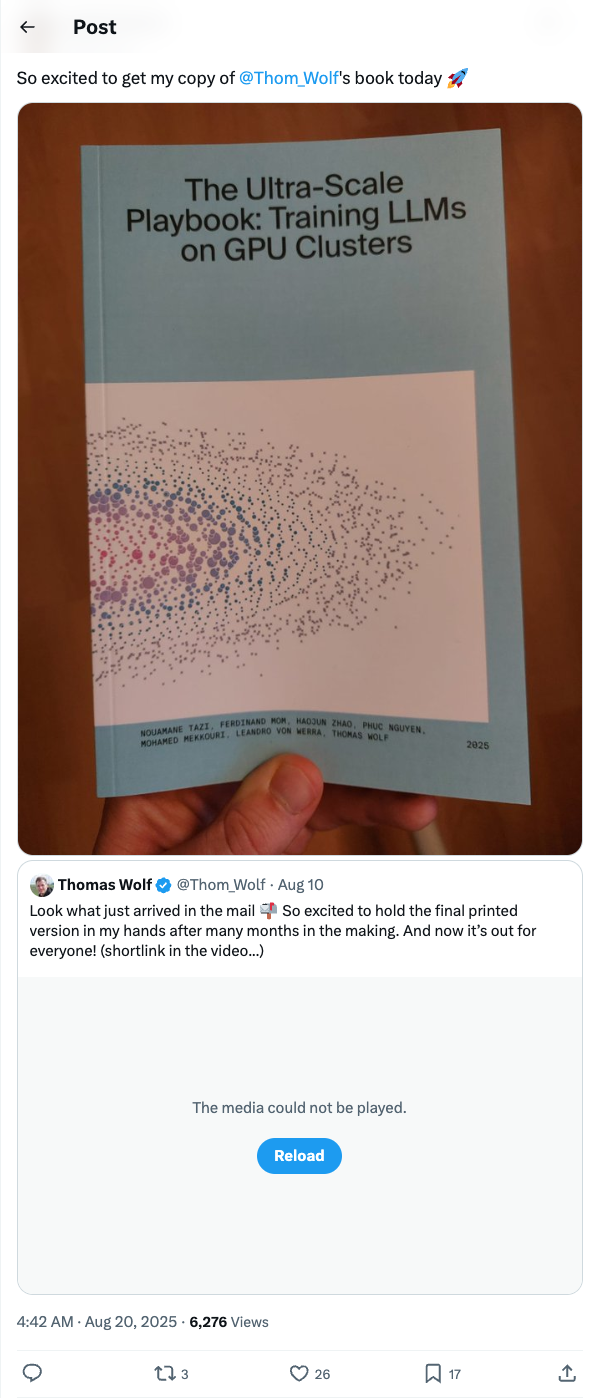 Post
So excited to get my copy of @Thom_Wolf's book today 🚀
The Ultra-Scale
Playbook: Training LLMs
on GPU Clusters
NOUAMANE TAZI, FERDINAND MOM, HAOJUN ZHAO, PHUC NGUYEN,
MOHAMED MEKKOURI, LEANDRO VON WERRA, THOMAS WOLF
2025
Thomas Wolf @Thom_Wolf · Aug 10
Look what just arrived in the mail 📬 So excited to hold the final printed
version in my hands after many months in the making. And now it’s out for
everyone! (shortlink in the video…)
The media could not be played.
Reload
4:42 AM · Aug 20, 2025 · 6,276 Views
3 26 17